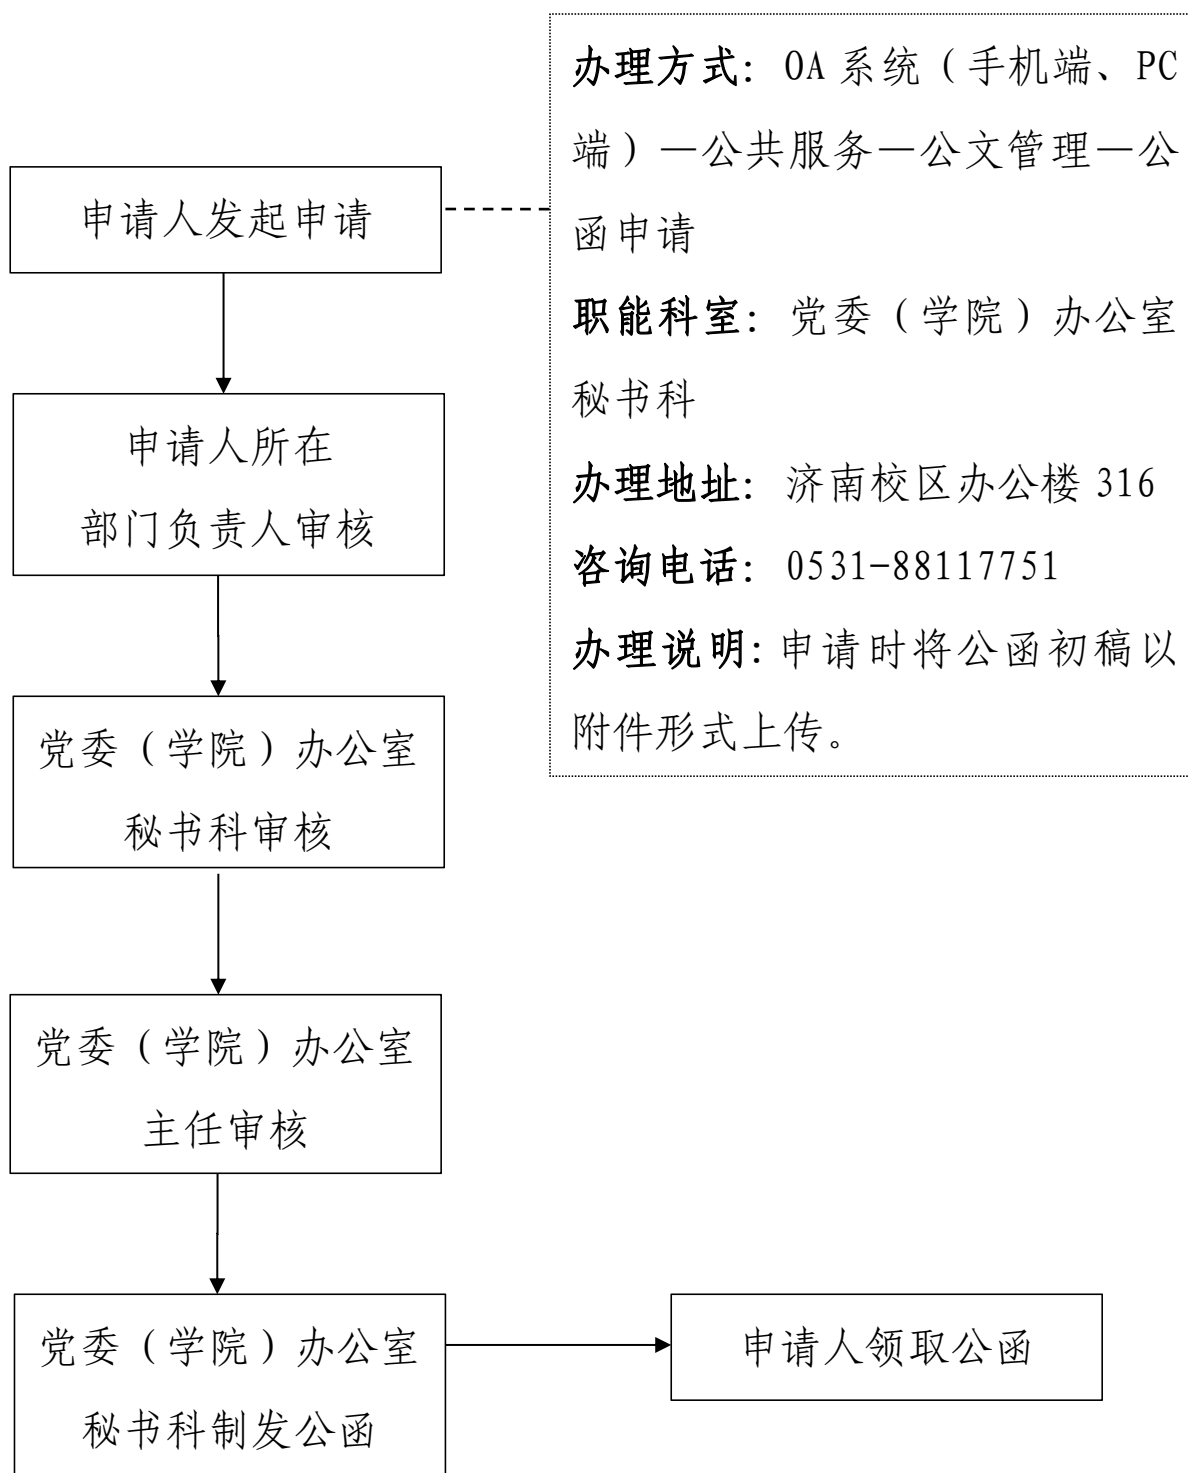 办理方式：OA 系统（手机端、PC
端）—公共服务—公文管理—公
函申请
职能科室：党委（学院）办公室
秘书科
办理地址：济南校区办公楼 316
咨询电话：0531-88117751
办理说明：申请时将公函初稿以
附件形式上传。
申请人发起申请
申请人所在
部门负责人审核
党委（学院）办公室
秘书科审核
党委（学院）办公室
主任审核
党委（学院）办公室
秘书科制发公函
申请人领取公函